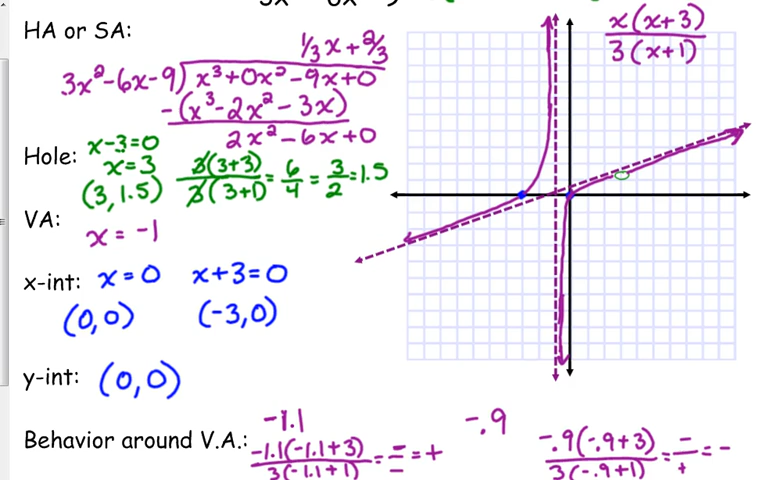 x(x+3)
3(x+1)
HA or SA:
1/3 x + 2/3
3x²-6x-9) x³+0x²-9x+0
-(x³-2x²-3x)
2x²-6x+0
Hole: x-3=0
x=3
(3, 1.5)
3(3+3)/3(3+1) = 6/4 = 3/2 = 1.5
VA:
x = -1
x-int: x=0 x+3=0
(0,0) (-3,0)
y-int: (0,0)
-1.1 -.9
Behavior around V.A.: -1.1(-1.1+3)/3(-1.1+1) = -/- = + -.9(-.9+3)/3(-.9+1) = -/+ = -